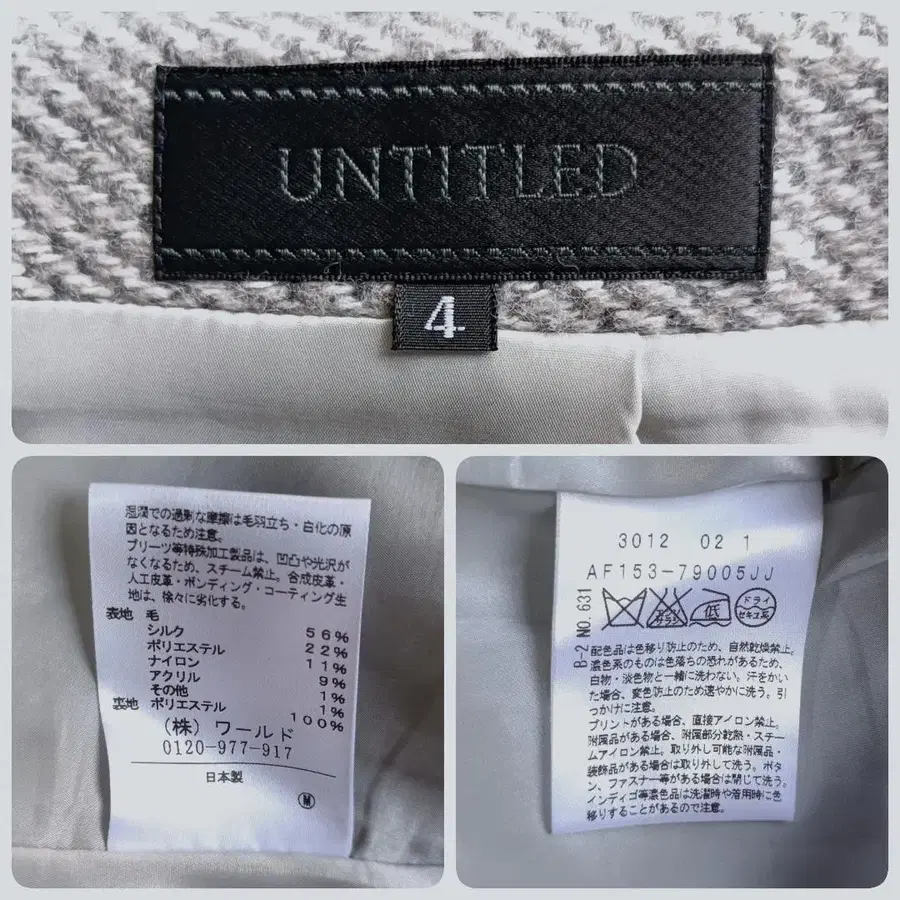 UNTITLED
4
湿潤での過剰な摩擦は毛羽立ち・白化の原
因となるため注意。
プリーツ等特殊加工製品は、凹凸や光沢が
なくなるため、スチーム禁止。合成皮革・
人工皮革・ボンディング・コーティング生
地は、徐々に劣化する。
表地 毛 56%
シルク 22%
ポリエステル 11%
ナイロン 9%
アクリル 1%
その他 1%
裏地 ポリエステル 100%
(株) ワールド
0120-977-917
日本製
M
3012 02 1
AF153-79005JJ
B-2 NO.631
エンソ
サラシ
低
ドライ
セキユ系
配色品は色移り防止のため、自然乾燥禁止。
濃色系のものは色落ちの恐れがあるため、
白物・淡色物と一緒に洗わない。汗をかい
た場合、変色防止のため速やかに洗う。引
っかけに注意。
プリントがある場合、直接アイロン禁止。
附属品がある場合、附属部分乾熱・スチー
ムアイロン禁止。取り外し可能な附属品・
装飾品がある場合は取り外して洗う。ボタ
ン、ファスナー等がある場合は閉じて洗う。
インディゴ等濃色品は洗濯時や着用時に色
移りすることがあるので注意。